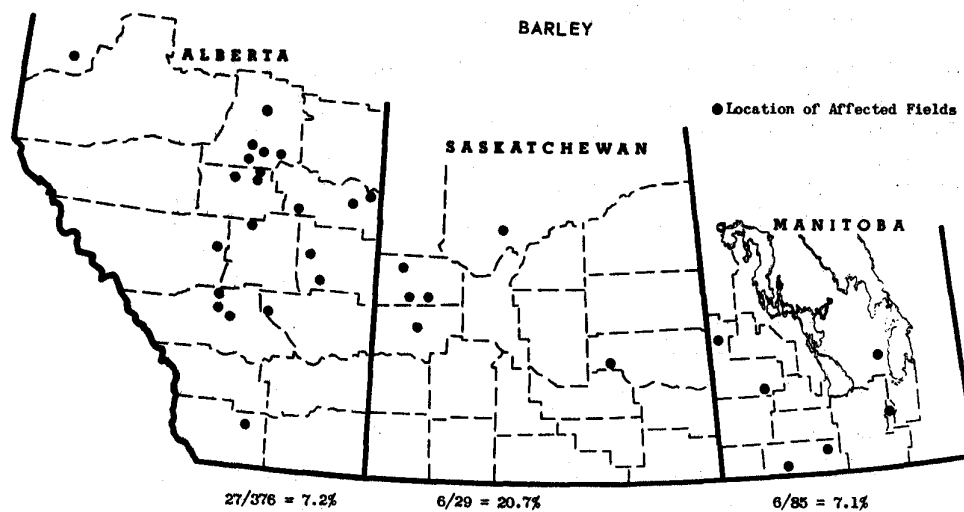 BARLEY
ALBERTA
● Location of Affected Fields
SASKATCHEWAN
MANITOBA
27/376 = 7.2%
6/29 = 20.7%
6/85 = 7.1%